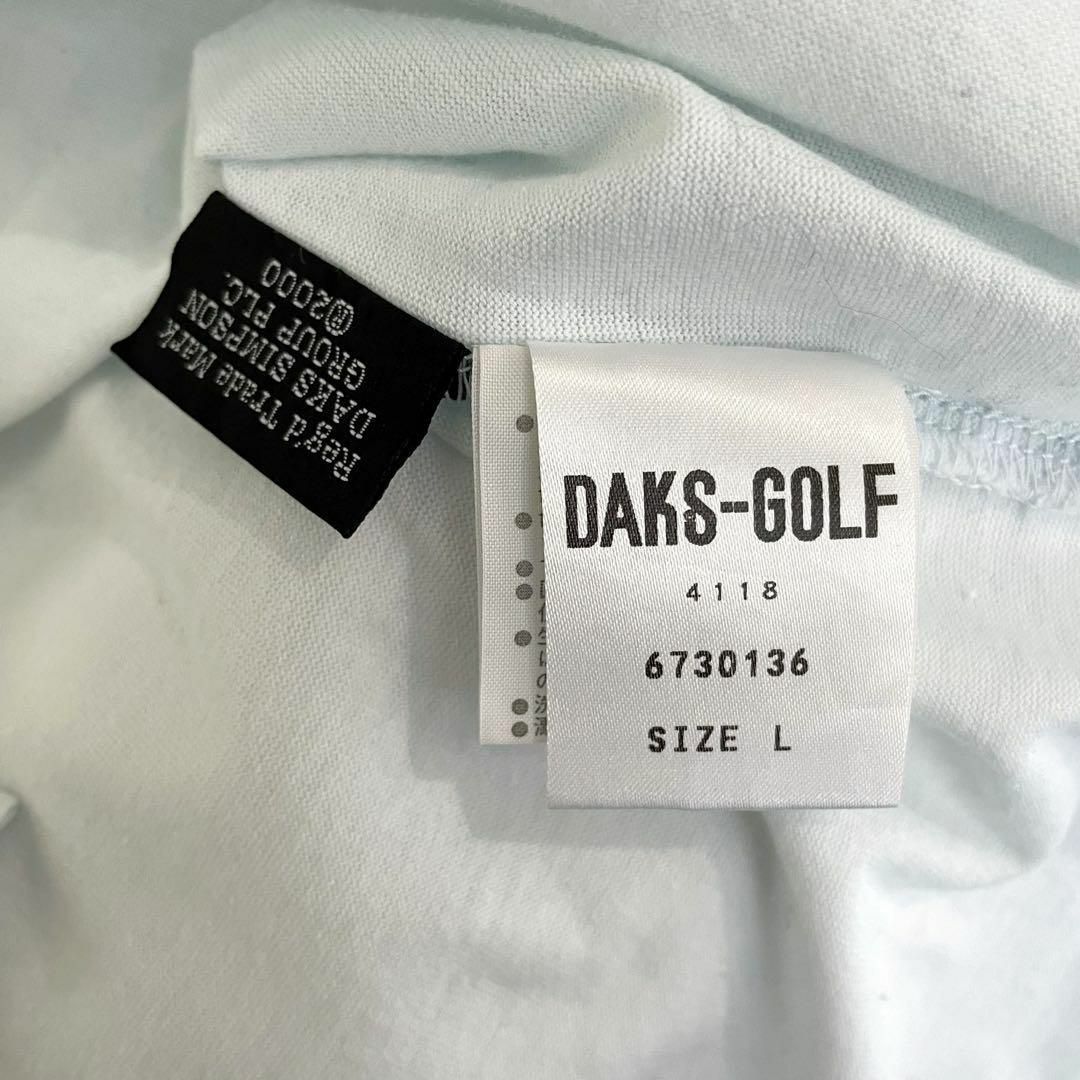 Reg'd Trade Mark
DAKS SIMPSON
GROUP PLC.
©2000
DAKS--GOLF
4118
6730136
SIZE L